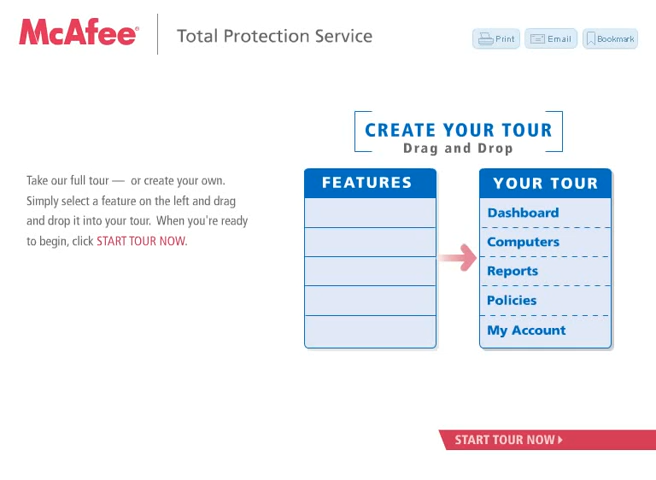 McAfee®
Total Protection Service
Print
Email
Bookmark
CREATE YOUR TOUR
Drag and Drop
Take our full tour — or create your own.
Simply select a feature on the left and drag
and drop it into your tour. When you're ready
to begin, click START TOUR NOW.
FEATURES
YOUR TOUR
Dashboard
Computers
Reports
Policies
My Account
START TOUR NOW